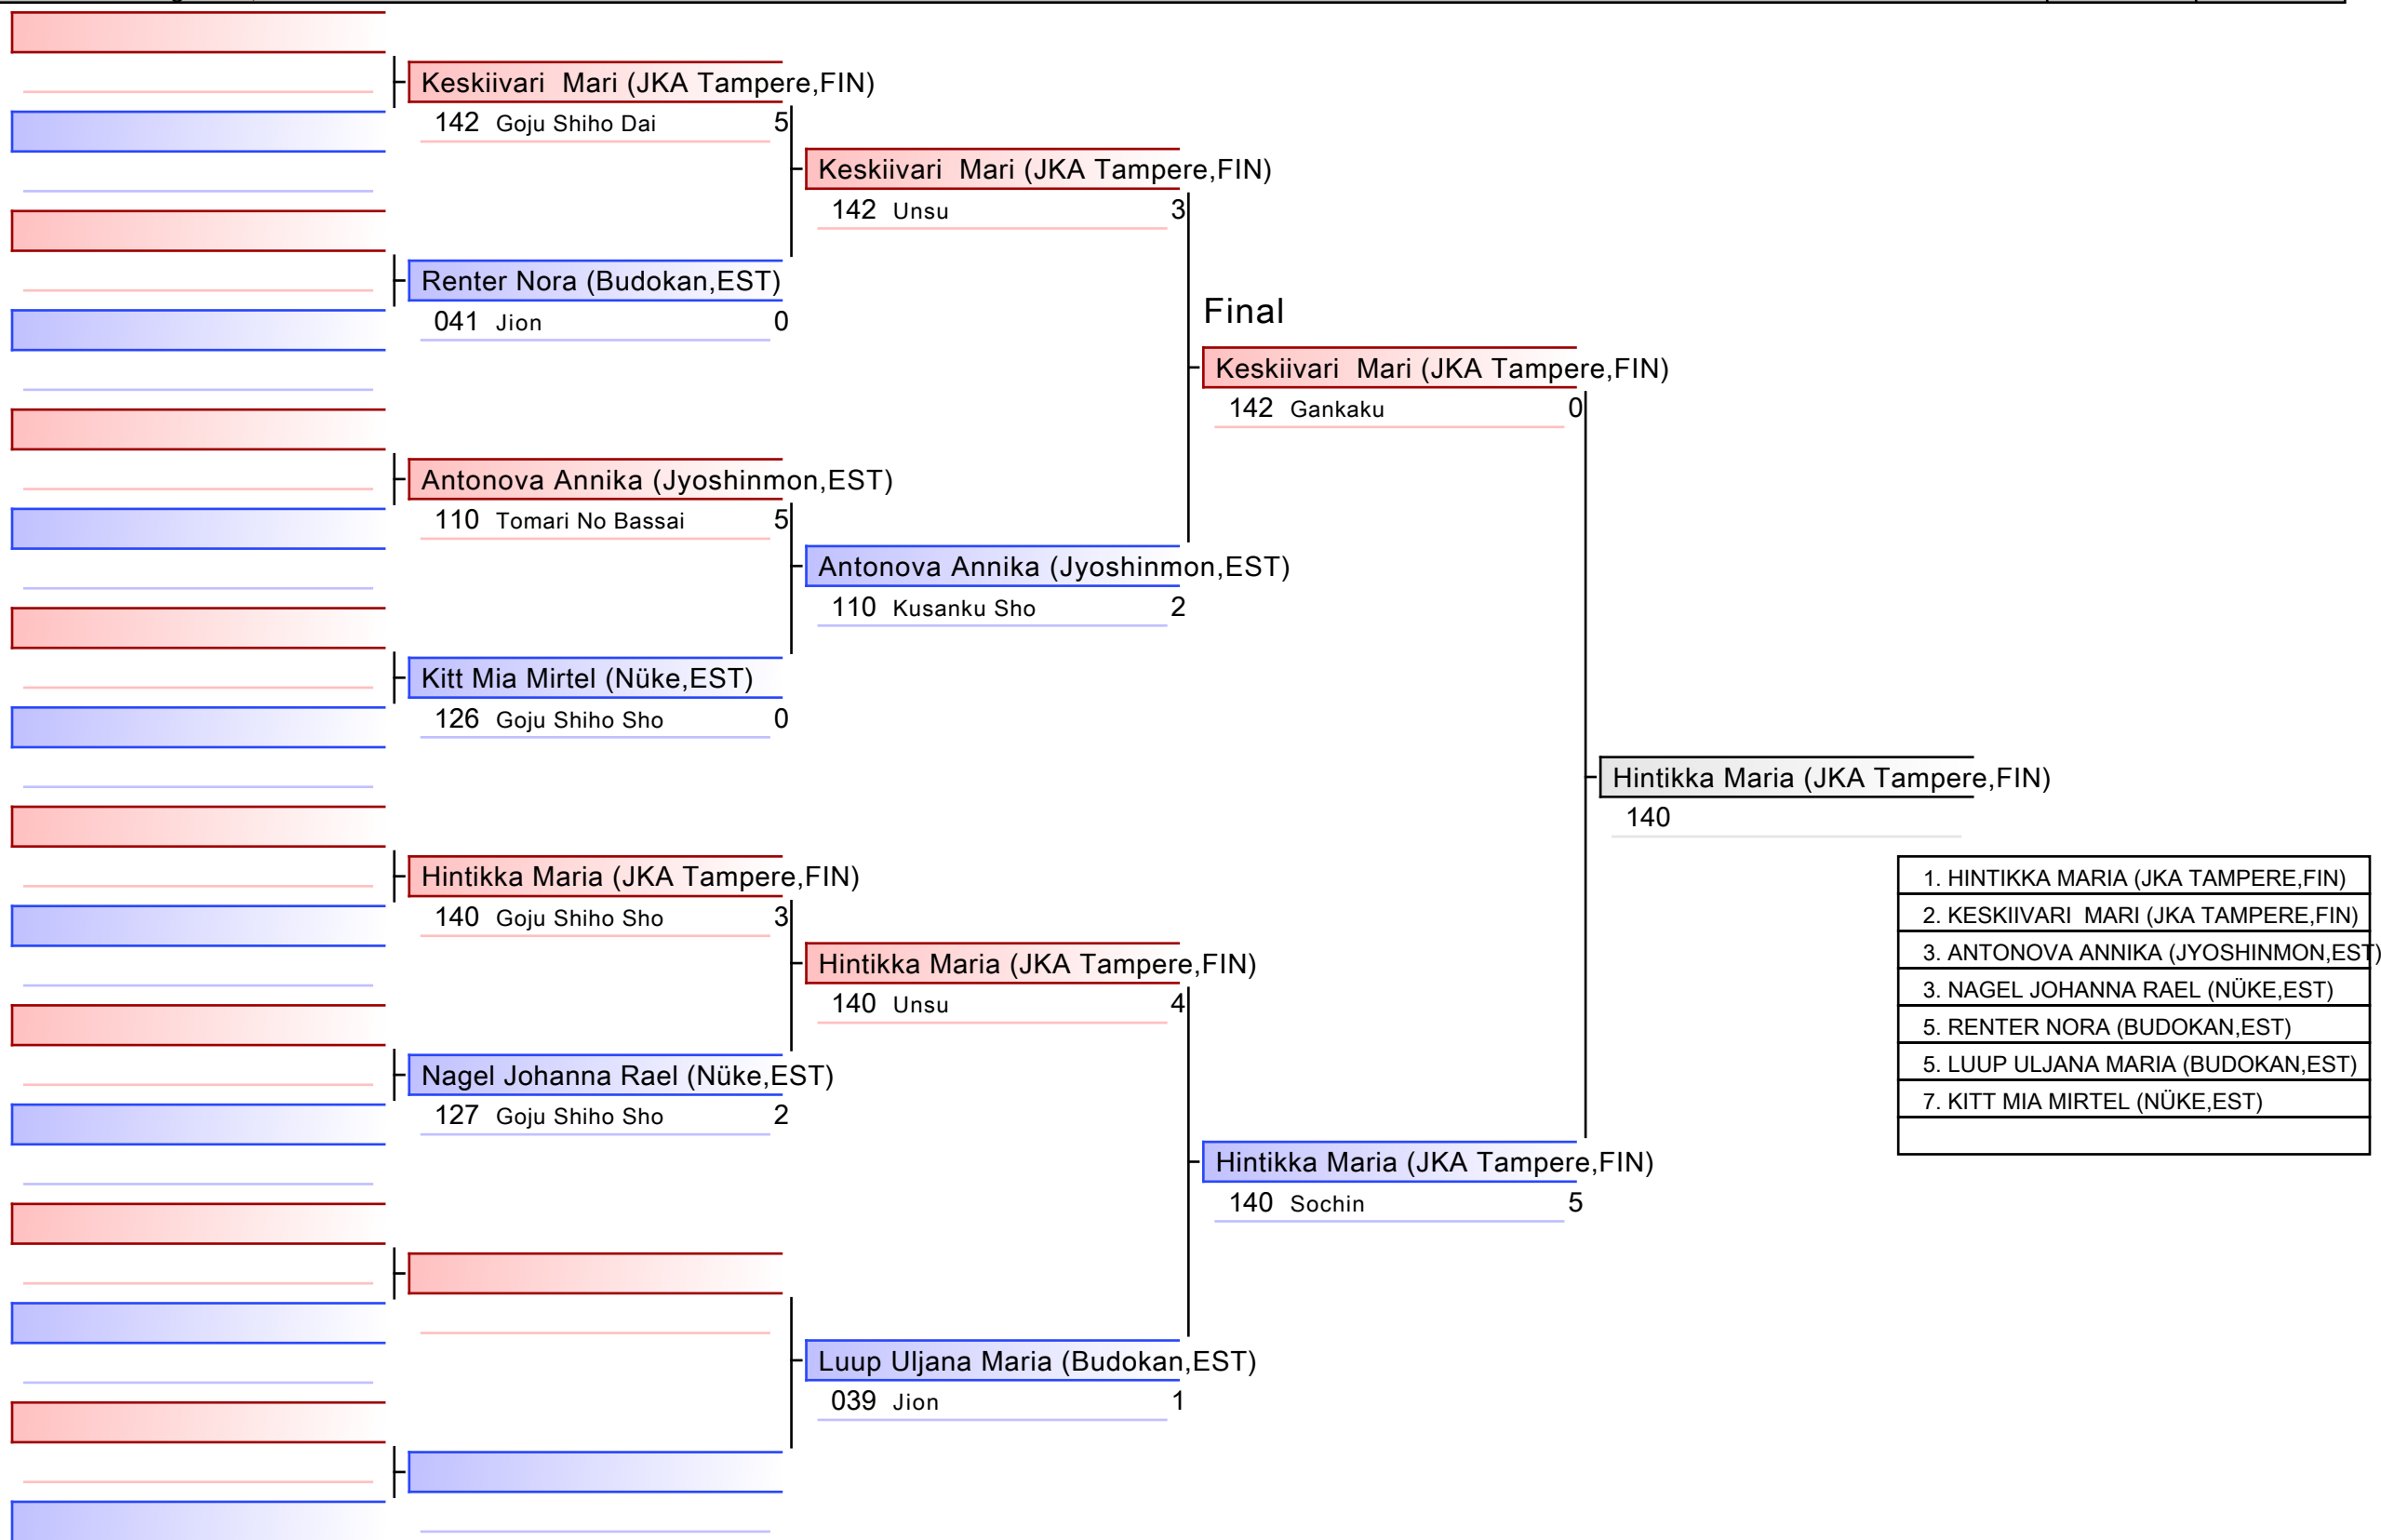 Keskiivari  Mari (JKA Tampere,FIN)
142 Goju Shiho Dai 5
Keskiivari  Mari (JKA Tampere,FIN)
142 Unsu 3
Renter Nora (Budokan,EST)
041 Jion 0
Final
Keskiivari  Mari (JKA Tampere,FIN)
142 Gankaku 0
Antonova Annika (Jyoshinmon,EST)
110 Tomari No Bassai 5
Antonova Annika (Jyoshinmon,EST)
110 Kusanku Sho 2
Kitt Mia Mirtel (Nüke,EST)
126 Goju Shiho Sho 0
Hintikka Maria (JKA Tampere,FIN)
140
Hintikka Maria (JKA Tampere,FIN)
140 Goju Shiho Sho 3
Hintikka Maria (JKA Tampere,FIN)
140 Unsu 4
Nagel Johanna Rael (Nüke,EST)
127 Goju Shiho Sho 2
Hintikka Maria (JKA Tampere,FIN)
140 Sochin 5
Luup Uljana Maria (Budokan,EST)
039 Jion 1
1. HINTIKKA MARIA (JKA TAMPERE,FIN)
2. KESKIIVARI  MARI (JKA TAMPERE,FIN)
3. ANTONOVA ANNIKA (JYOSHINMON,EST)
3. NAGEL JOHANNA RAEL (NÜKE,EST)
5. RENTER NORA (BUDOKAN,EST)
5. LUUP ULJANA MARIA (BUDOKAN,EST)
7. KITT MIA MIRTEL (NÜKE,EST)